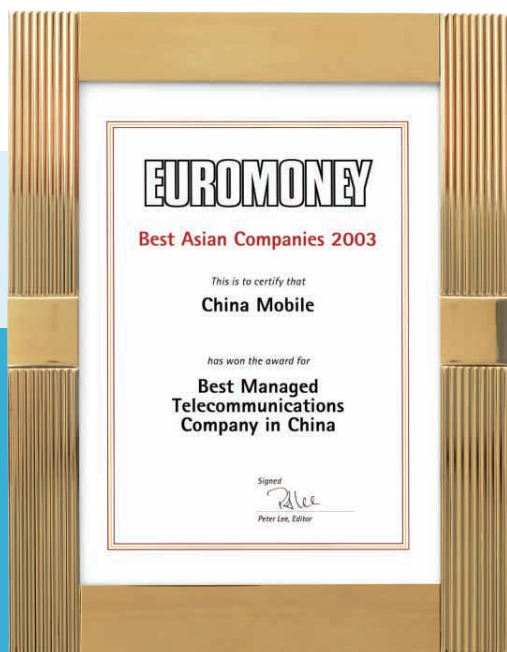 EUROMONEY
Best Asian Companies 2003
This is to certify that
China Mobile
has won the award for
Best Managed
Telecommunications
Company in China
Signed
Peter Lee, Editor